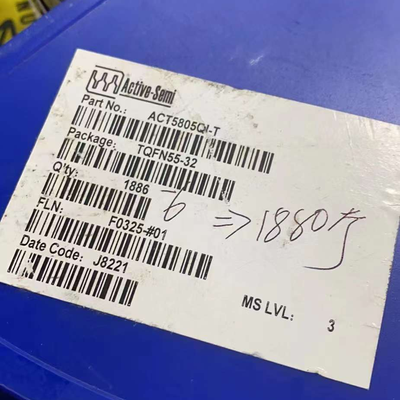 Active-Semi
Part No.: ACT5805QI-T
Package: TQFN55-32
Q'ty: 1886
6 ⇒ 1880
FLN: F0325-#01
Date Code: J8221
MS LVL: 3